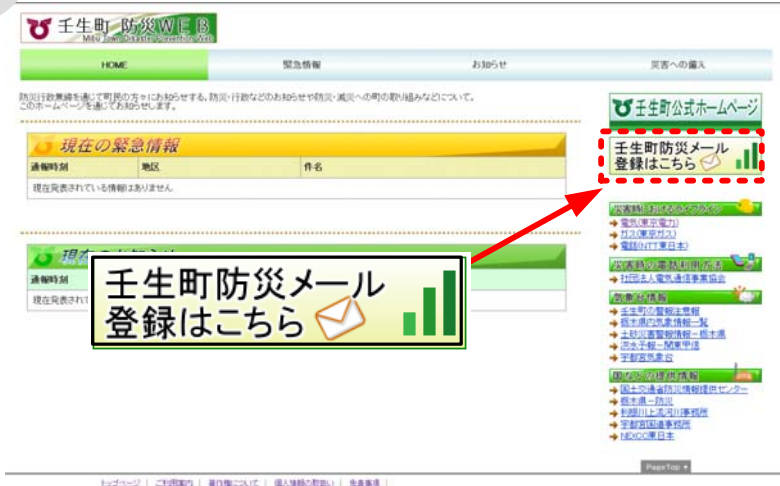 壬生町 防災WEB
Mibu Town Disaster Prevention Web
HOME
緊急情報
お知らせ
災害への備え
防災行政無線を通じて町民の方々にお知らせする、防災・行政などのお知らせや防災・減災への町の取り組みなどについて。
このホームページを通じてお知らせします。
現在の緊急情報
通報時刻 地区 件名
現在発表されている情報はありません
通報時刻
現在発表されて
壬生町防災メール
登録はこちら
壬生町公式ホームページ
壬生町防災メール
登録はこちら
災害時におけるライフライン
電気(東京電力)
ガス(東京ガス)
電話(NTT東日本)
災害時の電話利用方法
社団法人電気通信事業協会
気象台情報
壬生町の警報注意報
栃木県内気象情報一覧
土砂災害警報情報-栃木県
洪水予報-関東甲信
宇都宮気象台
国などの提供情報
国土交通省防災情報提供センター
栃木県-防災
利根川上流河川事務所
宇都宮国道事務所
NEXCO東日本
PageTop
トップページ | ご利用案内 | 著作権について | 個人情報の取扱い | 免責事項 |